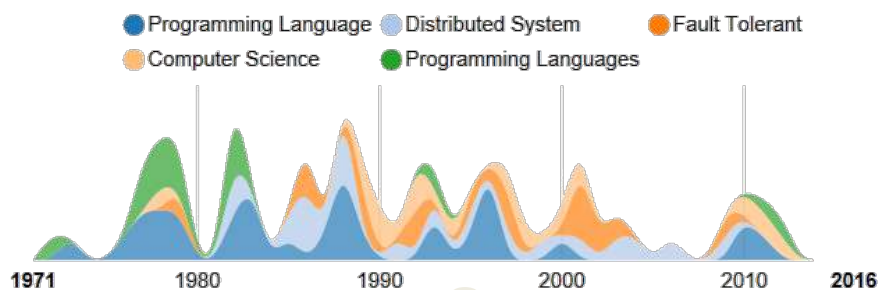 Programming Language Distributed System Fault Tolerant
Computer Science Programming Languages
1971 1980 1990 2000 2010 2016